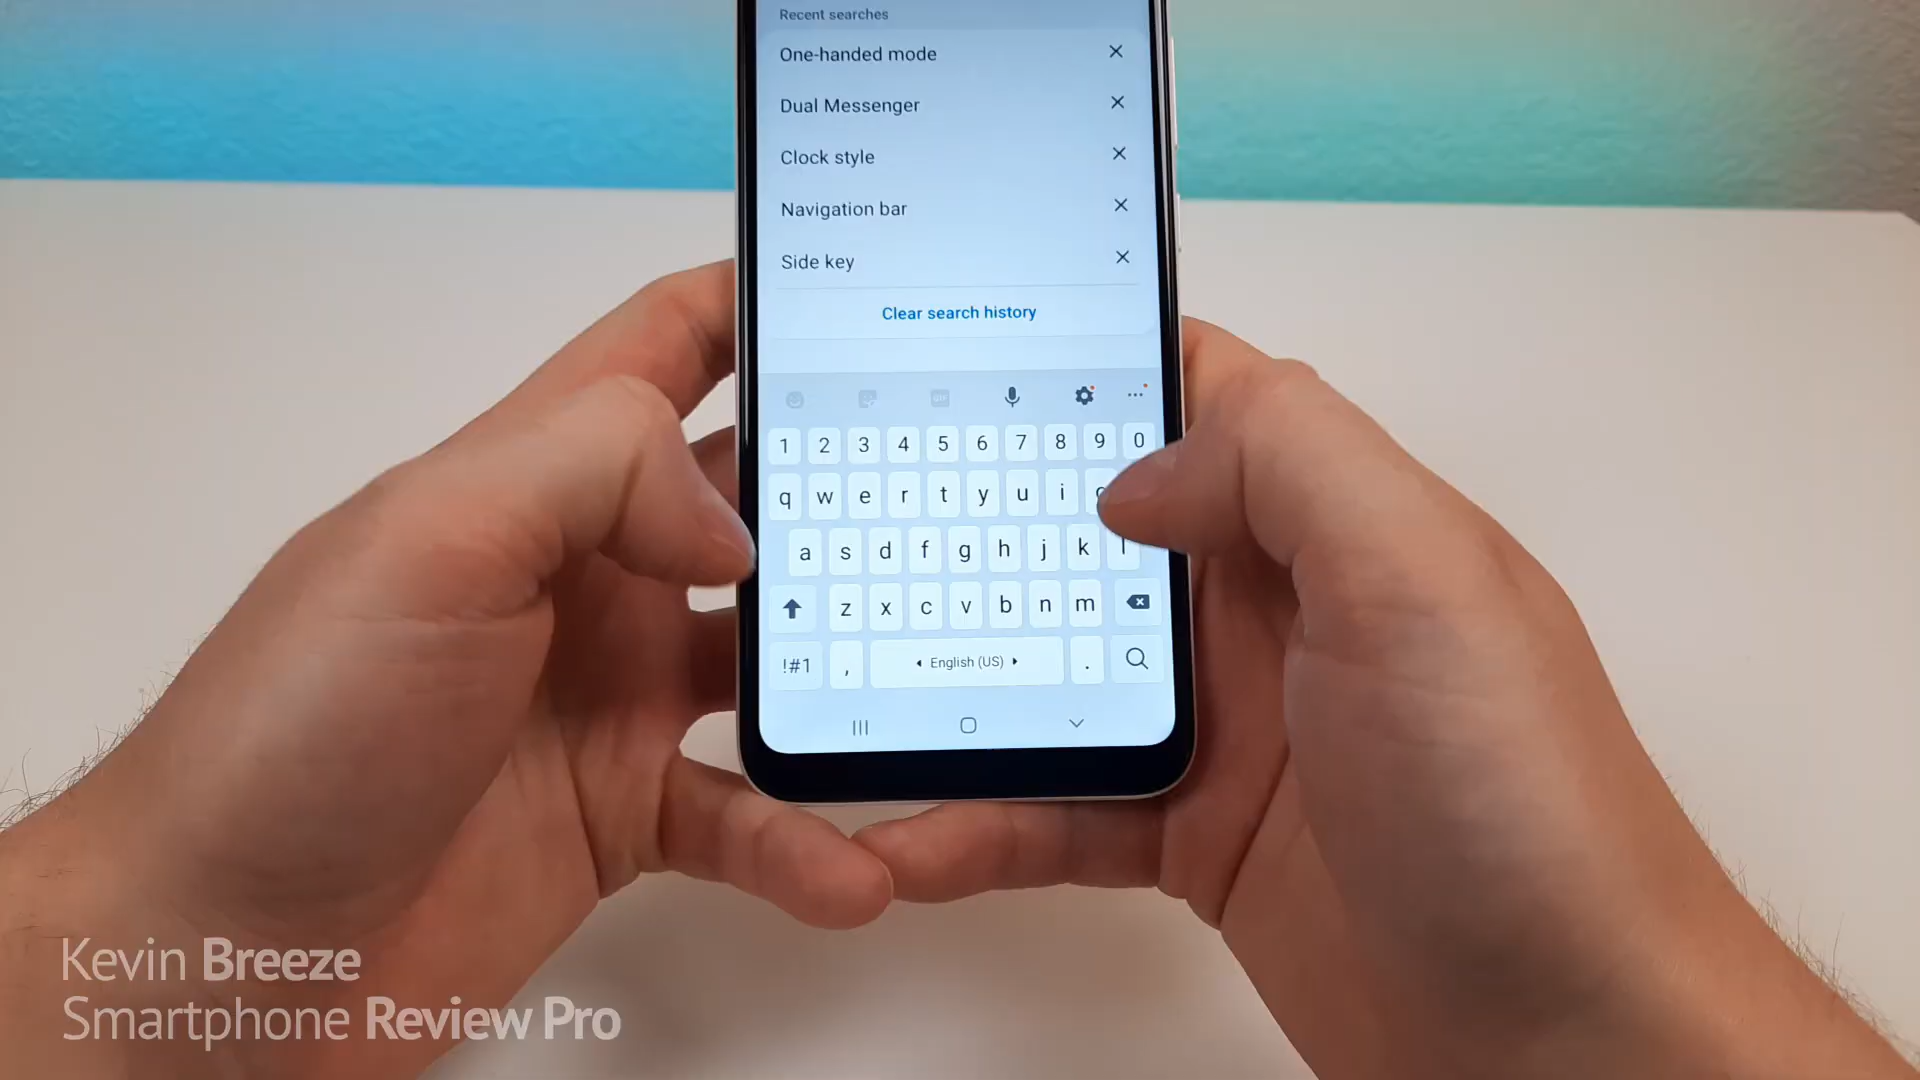 Recent searches
One-handed mode
Dual Messenger
Clock style
Navigation bar
Side key
Clear search history
GIF
1 2 3 4 5 6 7 8 9 0
q w e r t y u i
a s d f g h j k l
z x c v b n m
!#1 , English (US) .
Kevin Breeze
Smartphone Review Pro